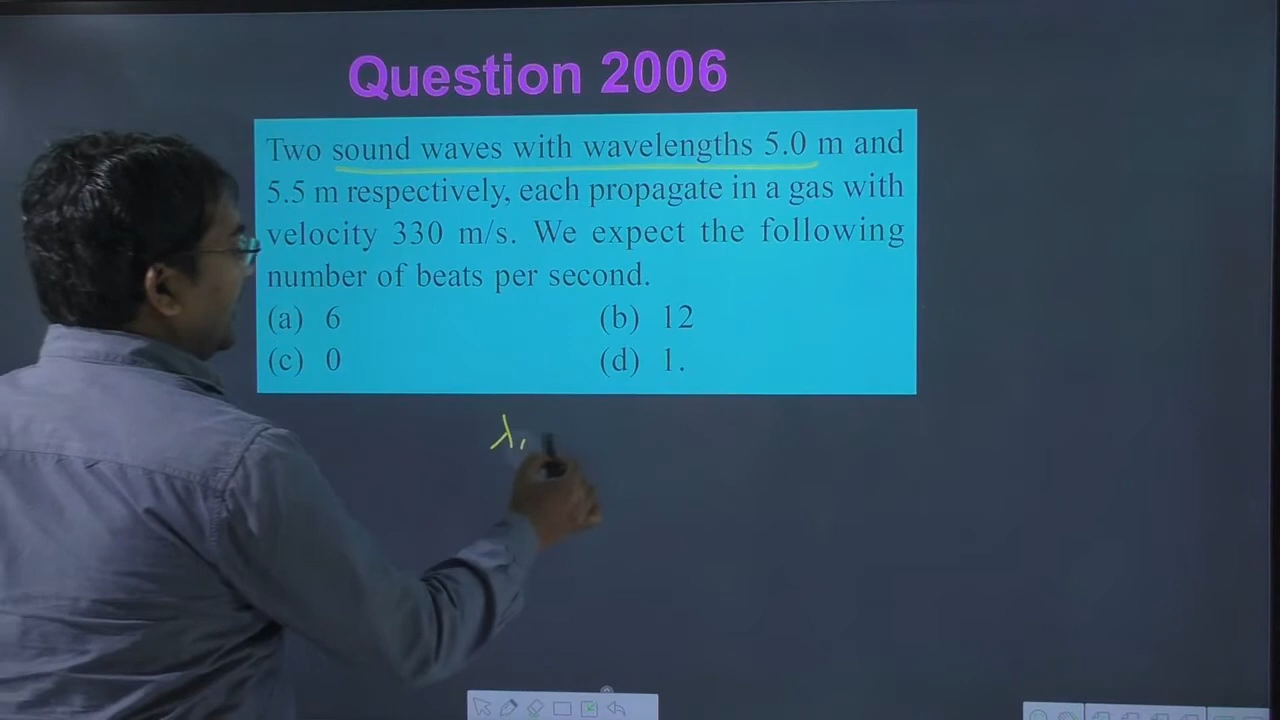 Question 2006
Two sound waves with wavelengths 5.0 m and
5.5 m respectively, each propagate in a gas with
velocity 330 m/s. We expect the following
number of beats per second.
(a) 6 (b) 12
(c) 0 (d) 1.
λ₁